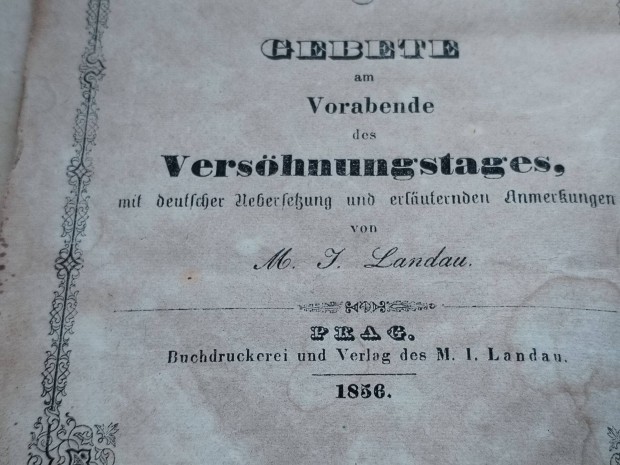 GEBETE
am
Vorabende
des
Versöhnungstages,
mit deutscher Uebersetzung und erläuternden Anmerkungen
von
M. J. Landau.
PRAG.
Buchdruckerei und Verlag des M. I. Landau.
1856.